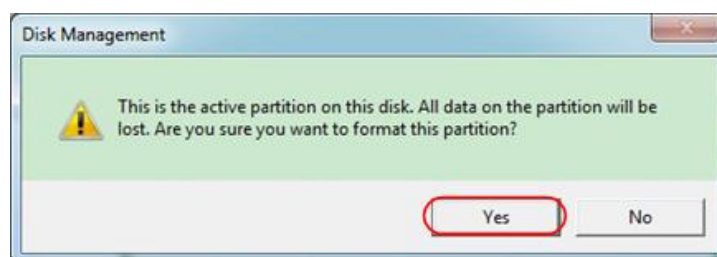 Disk Management
This is the active partition on this disk. All data on the partition will be
lost. Are you sure you want to format this partition?
Yes No